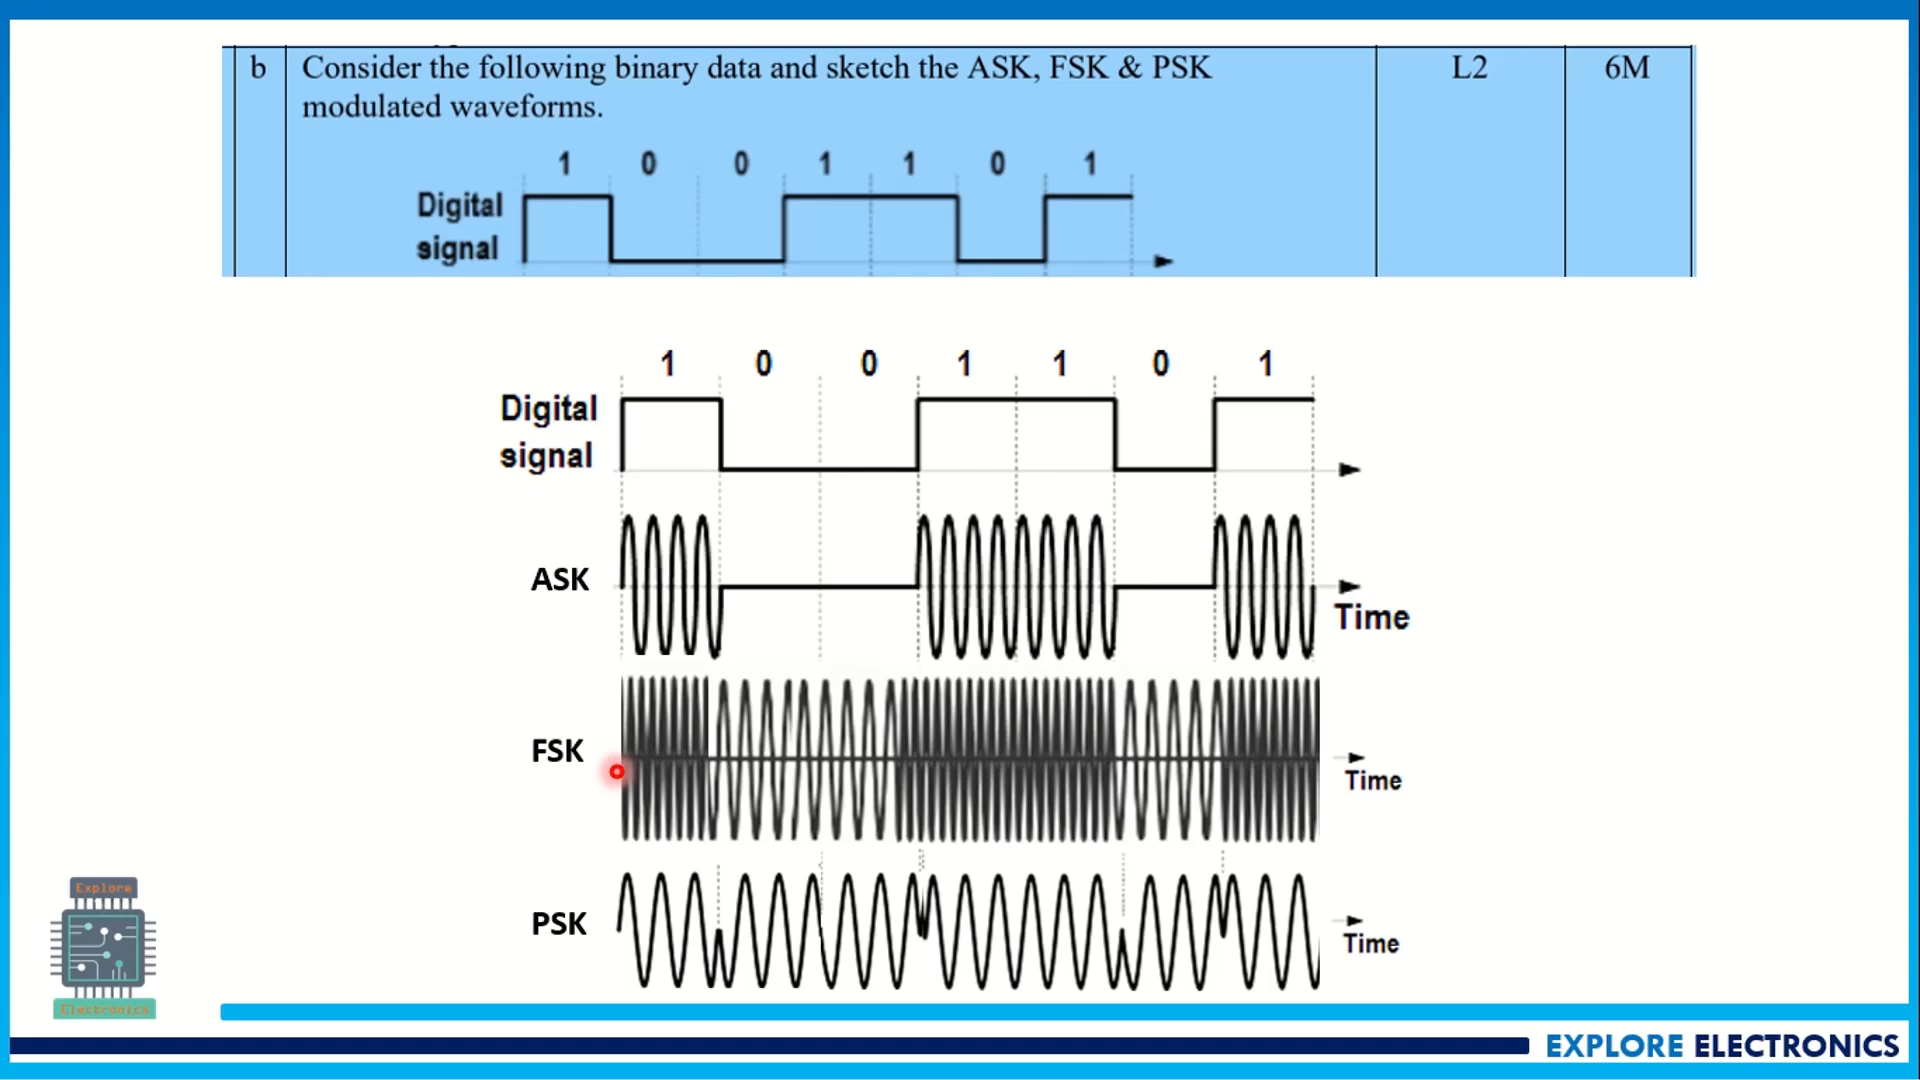 b Consider the following binary data and sketch the ASK, FSK & PSK L2 6M
modulated waveforms.
1 0 0 1 1 0 1
Digital
signal
1 0 0 1 1 0 1
Digital
signal
ASK
Time
FSK
Time
PSK
Time
Explore
Electronics
EXPLORE ELECTRONICS